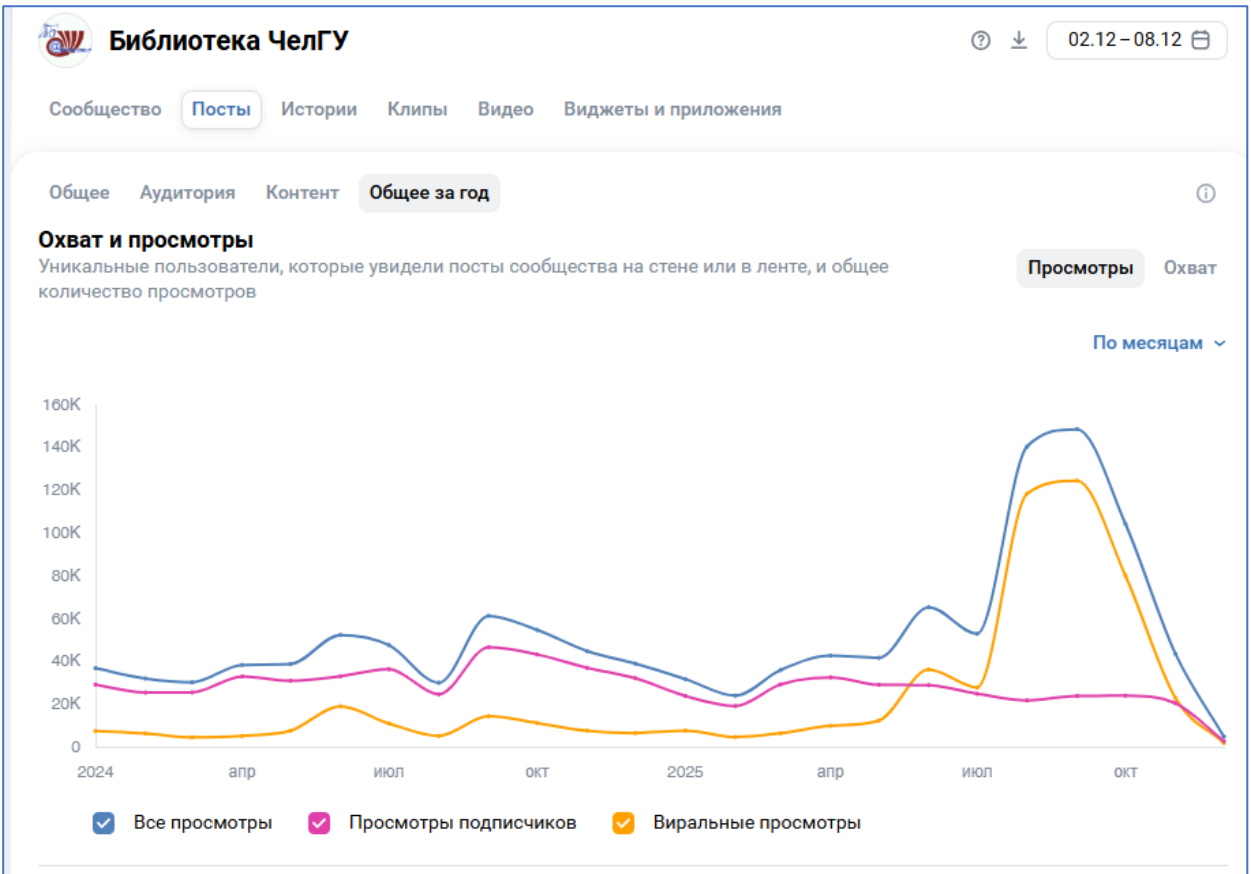 Библиотека ЧелГУ
02.12 – 08.12
Сообщество Посты Истории Клипы Видео Виджеты и приложения
Общее Аудитория Контент Общее за год
Охват и просмотры
Уникальные пользователи, которые увидели посты сообщества на стене или в ленте, и общее
количество просмотров
Просмотры Охват
По месяцам
160K
140K
120K
100K
80K
60K
40K
20K
0
2024 апр июл окт 2025 апр июл окт
Все просмотры Просмотры подписчиков Виральные просмотры